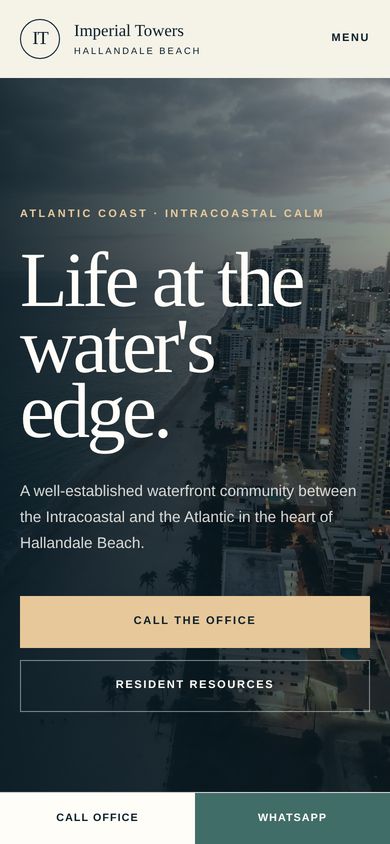 IT
Imperial Towers
HALLANDALE BEACH
MENU
ATLANTIC COAST · INTRACOASTAL CALM
Life at the
water's
edge.
A well-established waterfront community between
the Intracoastal and the Atlantic in the heart of
Hallandale Beach.
CALL THE OFFICE
RESIDENT RESOURCES
CALL OFFICE
WHATSAPP